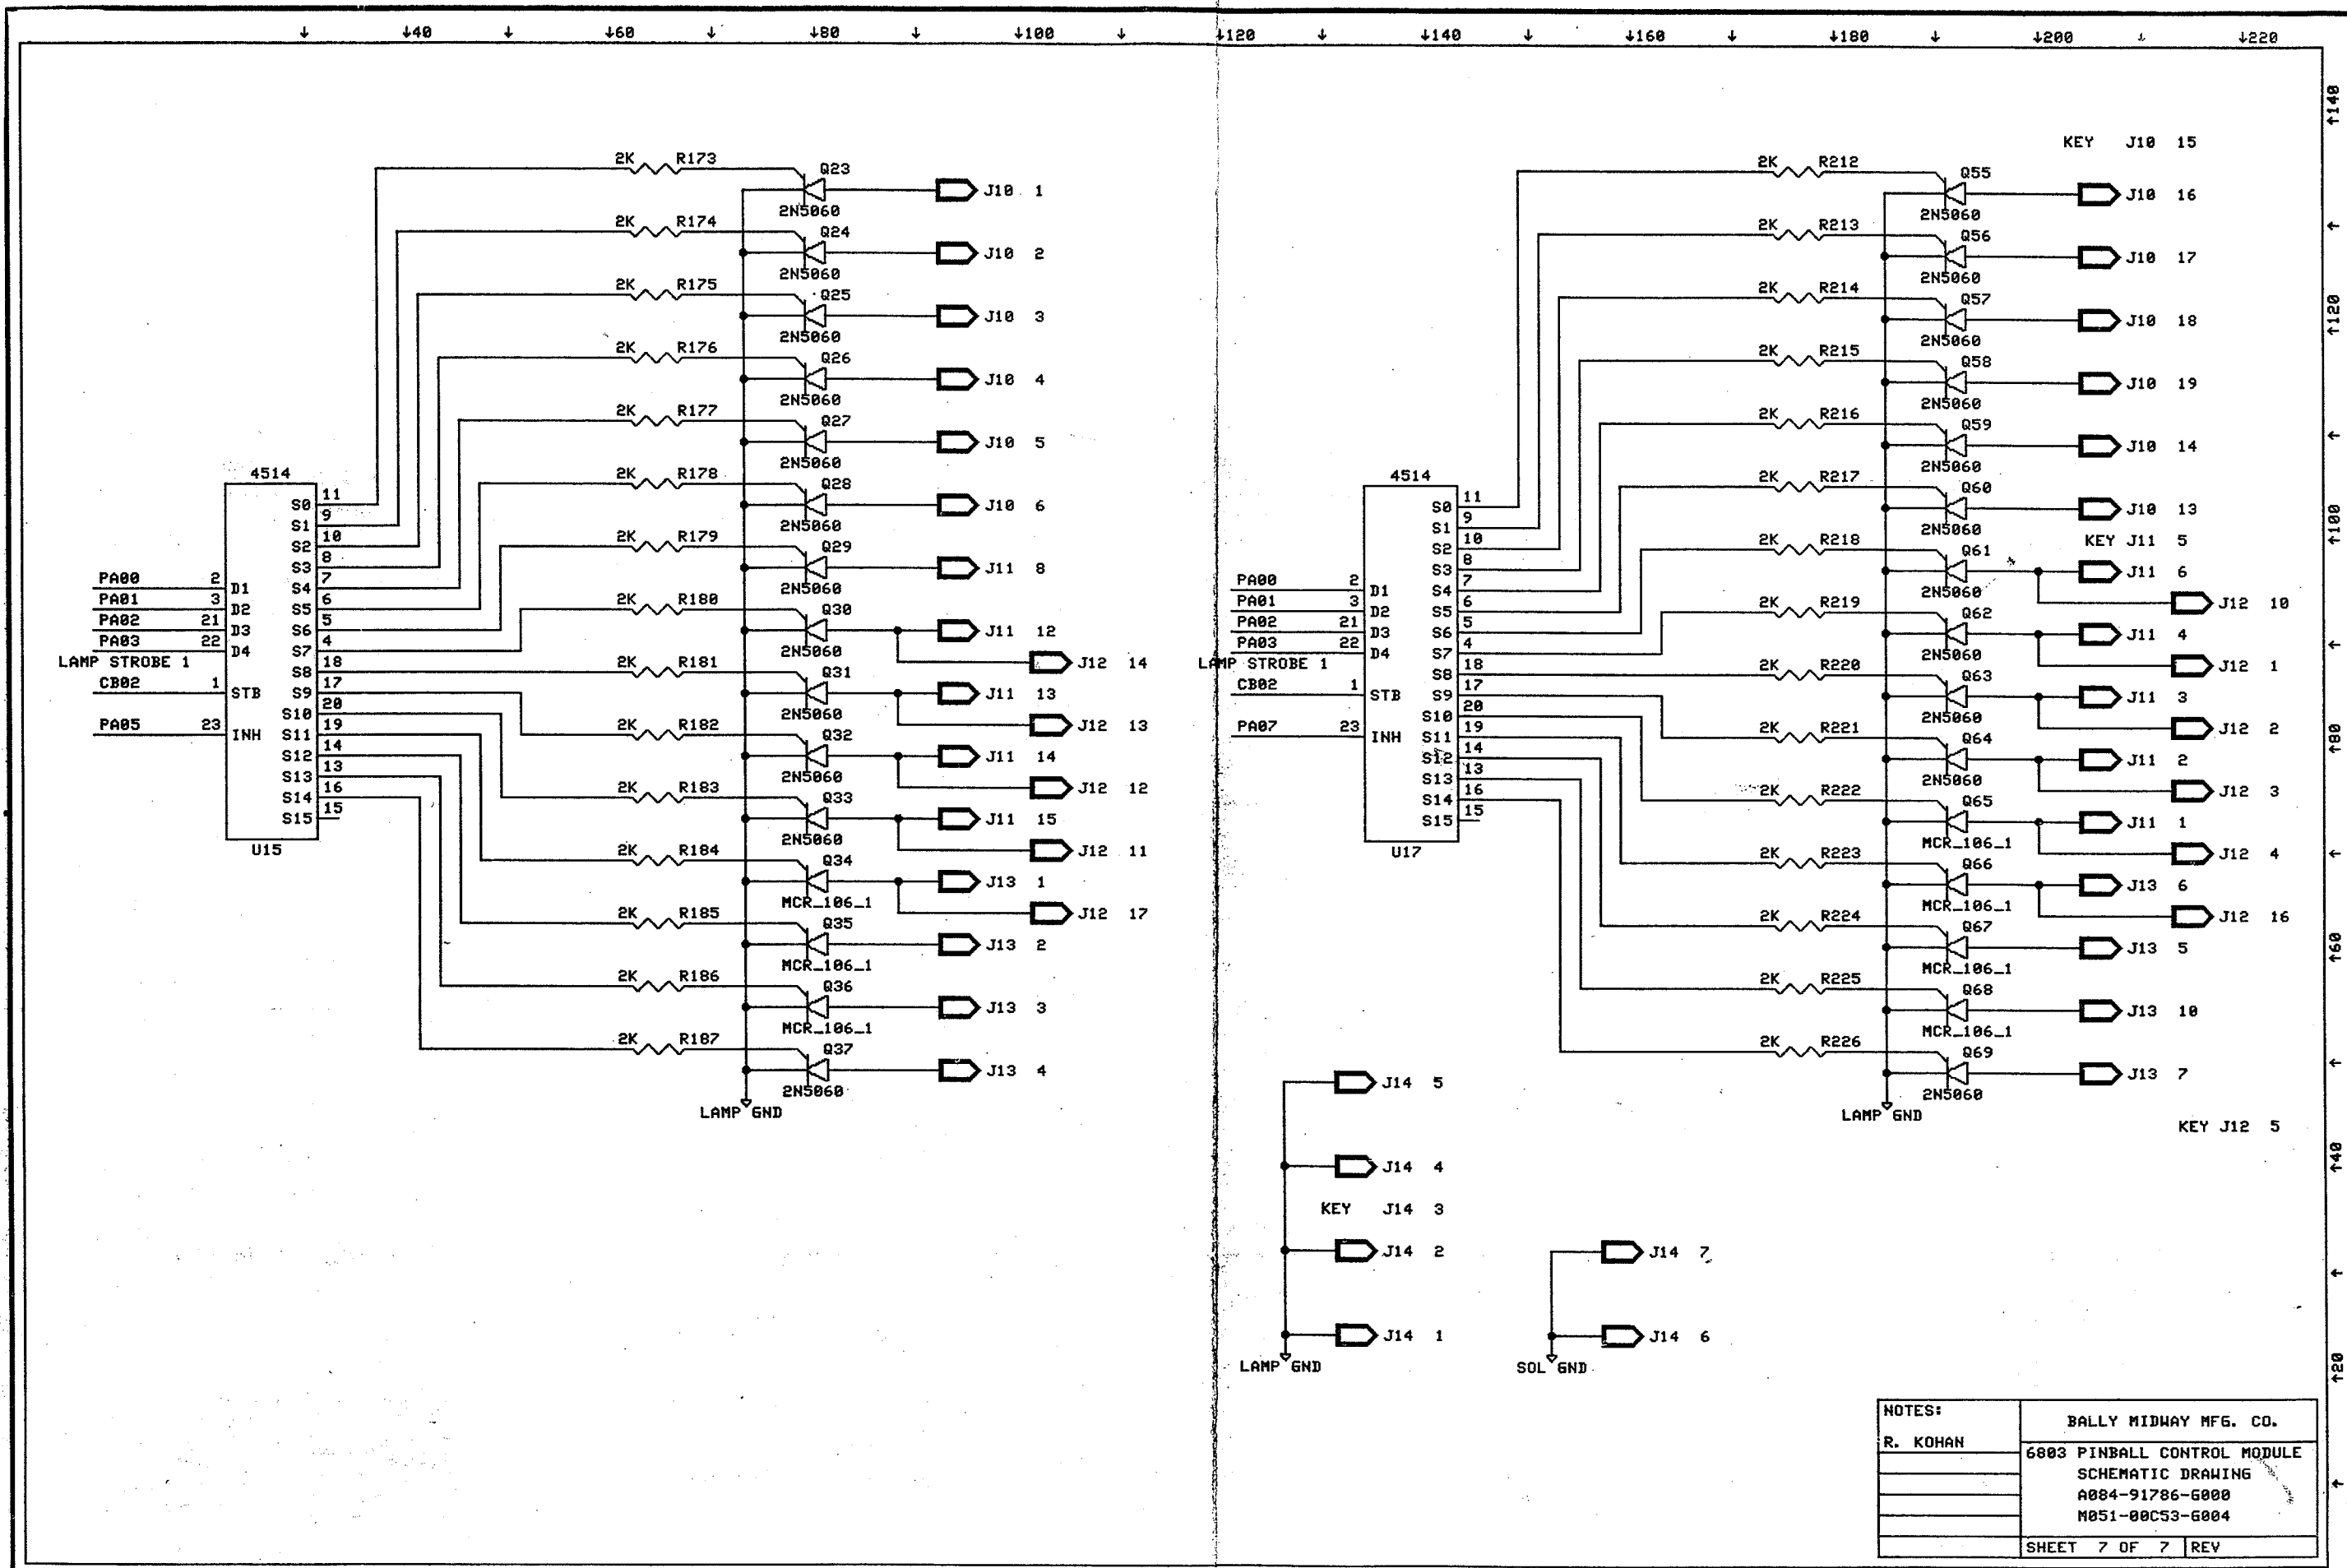 ↓ ↓40 ↓ ↓60 ↓ ↓80 ↓ ↓100 ↓ ↓120 ↓ ↓140 ↓ ↓160 ↓ ↓180 ↓ ↓200 ↓ ↓220
↑140
↑120
↑100
↑80
↑60
↑40
↑20
2K R173 Q23 2N5060 J10 1
2K R174 Q24 2N5060 J10 2
2K R175 Q25 2N5060 J10 3
2K R176 Q26 2N5060 J10 4
2K R177 Q27 2N5060 J10 5
2K R178 Q28 2N5060 J10 6
2K R179 Q29 2N5060 J11 8
2K R180 Q30 2N5060 J11 12
J12 14
2K R181 Q31 2N5060 J11 13
J12 13
2K R182 Q32 2N5060 J11 14
J12 12
2K R183 Q33 2N5060 J11 15
J12 11
2K R184 Q34 MCR_106_1 J13 1
J12 17
2K R185 Q35 MCR_106_1 J13 2
2K R186 Q36 MCR_106_1 J13 3
2K R187 Q37 2N5060 J13 4
LAMP GND
4514
S0 11
S1 9
S2 10
S3 8
PA00 2 D1 S4 7
PA01 3 D2 S5 6
PA02 21 D3 S6 5
PA03 22 D4 S7 4
LAMP STROBE 1 S8 18
CB02 1 STB S9 17
S10 20
PA05 23 INH S11 19
S12 14
S13 13
S14 16
S15 15
U15
KEY J10 15
2K R212 Q55 2N5060 J10 16
2K R213 Q56 2N5060 J10 17
2K R214 Q57 2N5060 J10 18
2K R215 Q58 2N5060 J10 19
2K R216 Q59 2N5060 J10 14
2K R217 Q60 2N5060 J10 13
KEY J11 5
2K R218 Q61 2N5060 J11 6
J12 10
2K R219 Q62 2N5060 J11 4
J12 1
2K R220 Q63 2N5060 J11 3
J12 2
2K R221 Q64 2N5060 J11 2
J12 3
2K R222 Q65 MCR_106_1 J11 1
J12 4
2K R223 Q66 MCR_106_1 J13 6
J12 16
2K R224 Q67 MCR_106_1 J13 5
2K R225 Q68 MCR_106_1 J13 10
2K R226 Q69 2N5060 J13 7
LAMP GND
KEY J12 5
4514
S0 11
S1 9
S2 10
S3 8
PA00 2 D1 S4 7
PA01 3 D2 S5 6
PA02 21 D3 S6 5
PA03 22 D4 S7 4
LAMP STROBE 1 S8 18
CB02 1 STB S9 17
S10 20
PA07 23 INH S11 19
S12 14
S13 13
S14 16
S15 15
U17
J14 5
J14 4
KEY J14 3
J14 2
J14 1
LAMP GND
J14 7
J14 6
SOL GND
NOTES:
R. KOHAN
BALLY MIDWAY MFG. CO.
6803 PINBALL CONTROL MODULE
SCHEMATIC DRAWING
A084-91786-G000
M051-00C53-G004
SHEET 7 OF 7 REV